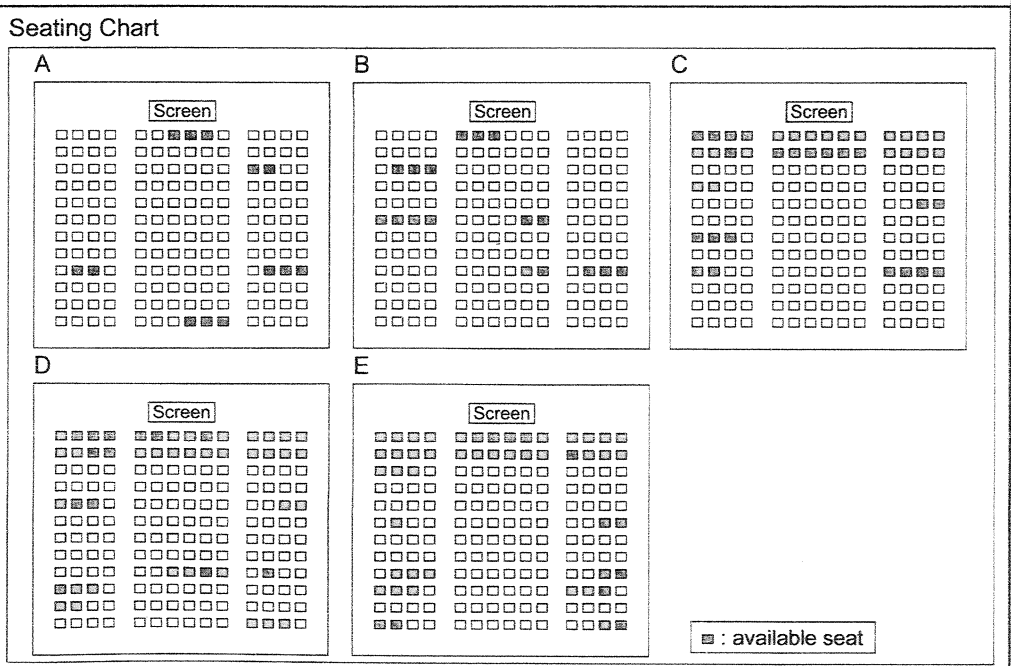 Seating Chart
A
B
C
Screen
Screen
Screen
D
E
Screen
Screen
: available seat